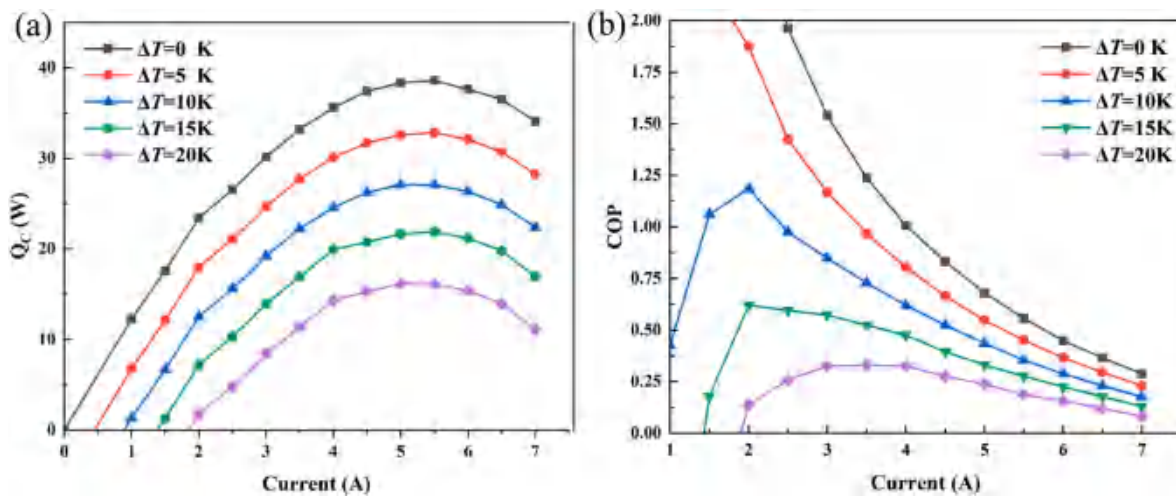 (a)
ΔT=0 K
ΔT=5 K
ΔT=10K
ΔT=15K
ΔT=20K
40
30
20
10
0
Q_C (W)
0 1 2 3 4 5 6 7
Current (A)
(b)
ΔT=0 K
ΔT=5 K
ΔT=10K
ΔT=15K
ΔT=20K
2.00
1.75
1.50
1.25
1.00
0.75
0.50
0.25
0.00
COP
1 2 3 4 5 6 7
Current (A)